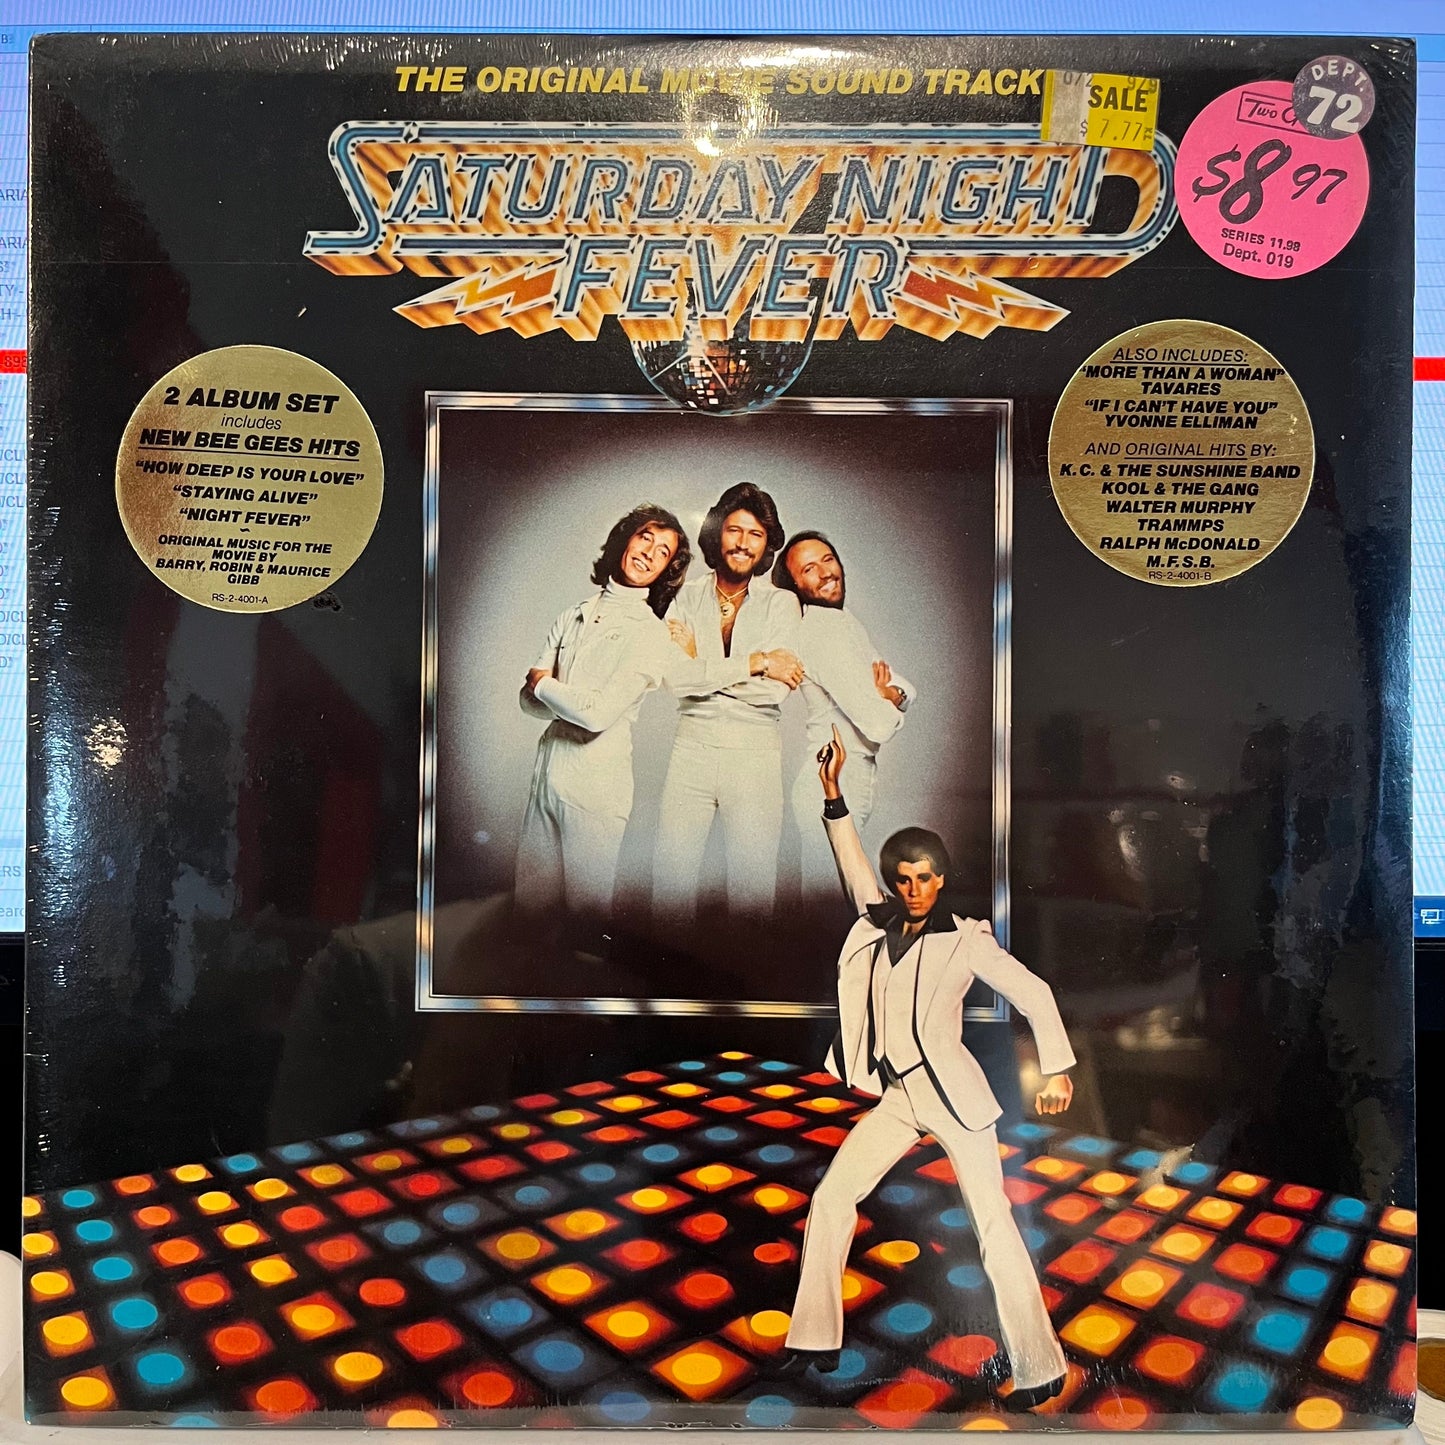 THE ORIGINAL MOVIE SOUND TRACK
SALE
$7.77
DEPT.
72
$8.97
SERIES 11.98
Dept. 019
SATURDAY NIGHT
FEVER
2 ALBUM SET
includes
NEW BEE GEES HITS
"HOW DEEP IS YOUR LOVE"
"STAYING ALIVE"
"NIGHT FEVER"
ORIGINAL MUSIC FOR THE
MOVIE BY
BARRY, ROBIN & MAURICE
GIBB
RS-2-4001-A
ALSO INCLUDES:
"MORE THAN A WOMAN"
TAVARES
"IF I CAN'T HAVE YOU"
YVONNE ELLIMAN
AND ORIGINAL HITS BY:
K.C. & THE SUNSHINE BAND
KOOL & THE GANG
WALTER MURPHY
TRAMMPS
RALPH McDONALD
M.F.S.B.
RS-2-4001-B